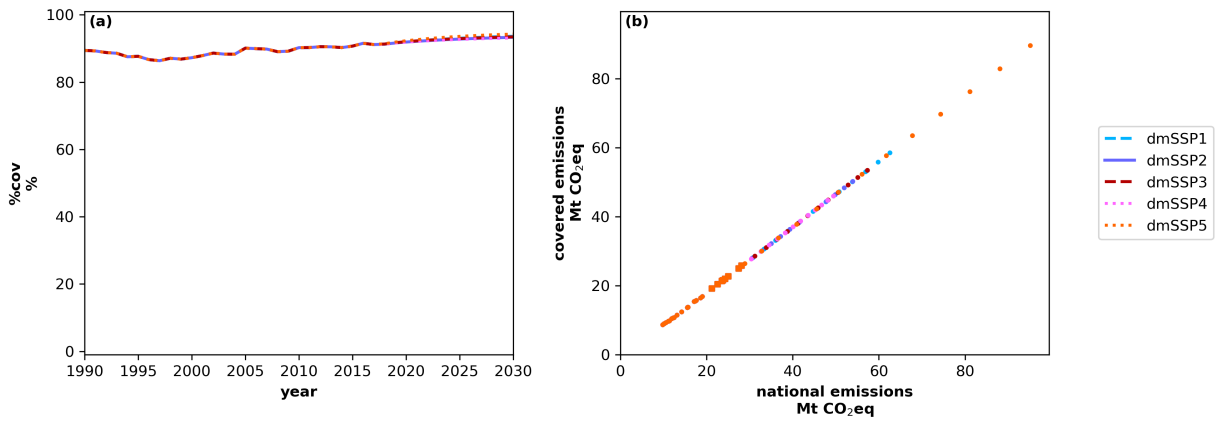 (a)
100
80
60
40
20
0
%cov
%
1990 1995 2000 2005 2010 2015 2020 2025 2030
year
(b)
80
60
40
20
0
covered emissions
Mt CO₂eq
0 20 40 60 80
national emissions
Mt CO₂eq
dmSSP1
dmSSP2
dmSSP3
dmSSP4
dmSSP5